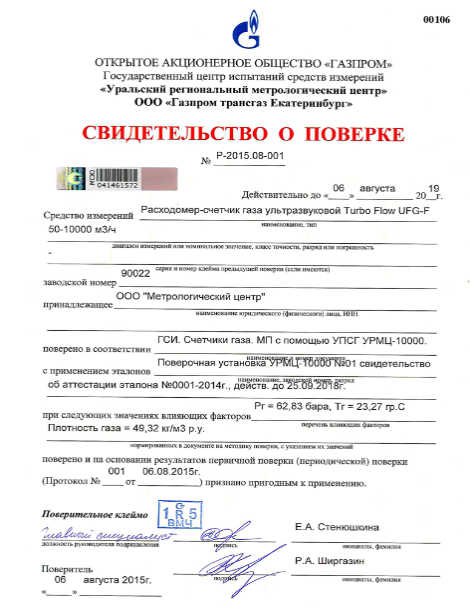 00106
ОТКРЫТОЕ АКЦИОНЕРНОЕ ОБЩЕСТВО «ГАЗПРОМ»
Государственный центр испытаний средств измерений
«Уральский региональный метрологический центр»
ООО «Газпром трансгаз Екатеринбург»
СВИДЕТЕЛЬСТВО О ПОВЕРКЕ
№ Р-2015.08-001
041461572
Действительно до «06» августа 2019г.
Средство измерений Расходомер-счетчик газа ультразвуковой Turbo Flow UFG-F
наименование, тип
50-10000 м3/ч
диапазон измерений или номинальное значение, класс точности, разряд или погрешность
-
серия и номер клейма предыдущей поверки (если имеются)
заводской номер 90022
принадлежащее ООО "Метрологический центр"
наименование юридического (физического) лица, ИНН
поверено в соответствии ГСИ. Счетчики газа. МП с помощью УПСГ УРМЦ-10000.
наименование и номер документа
с применением эталонов Поверочная установка УРМЦ-10000 №01 свидетельство
наименование, заводской номер, разряд
об аттестации эталона №0001-2014г., действ. до 25.09.2018г.
при следующих значениях влияющих факторов Рг = 62,83 бара, Тг = 23,27 гр.С
перечень влияющих факторов
Плотность газа = 49,32 кг/м3 р.у.
нормированных в документе на методику поверки, с указанием их значений
поверено и на основании результатов первичной поверки (периодической) поверки
(Протокол № 001 от 06.08.2015г.) признано пригодным к применению.
Поверительное клеймо
G
1 R 5
ВМЧ
Е.А. Стенюшкина
Главный специалист
должность руководителя подразделения
подпись
инициалы, фамилия
Р.А. Ширгазин
Поверитель
подпись
инициалы, фамилия
«06» августа 2015г.